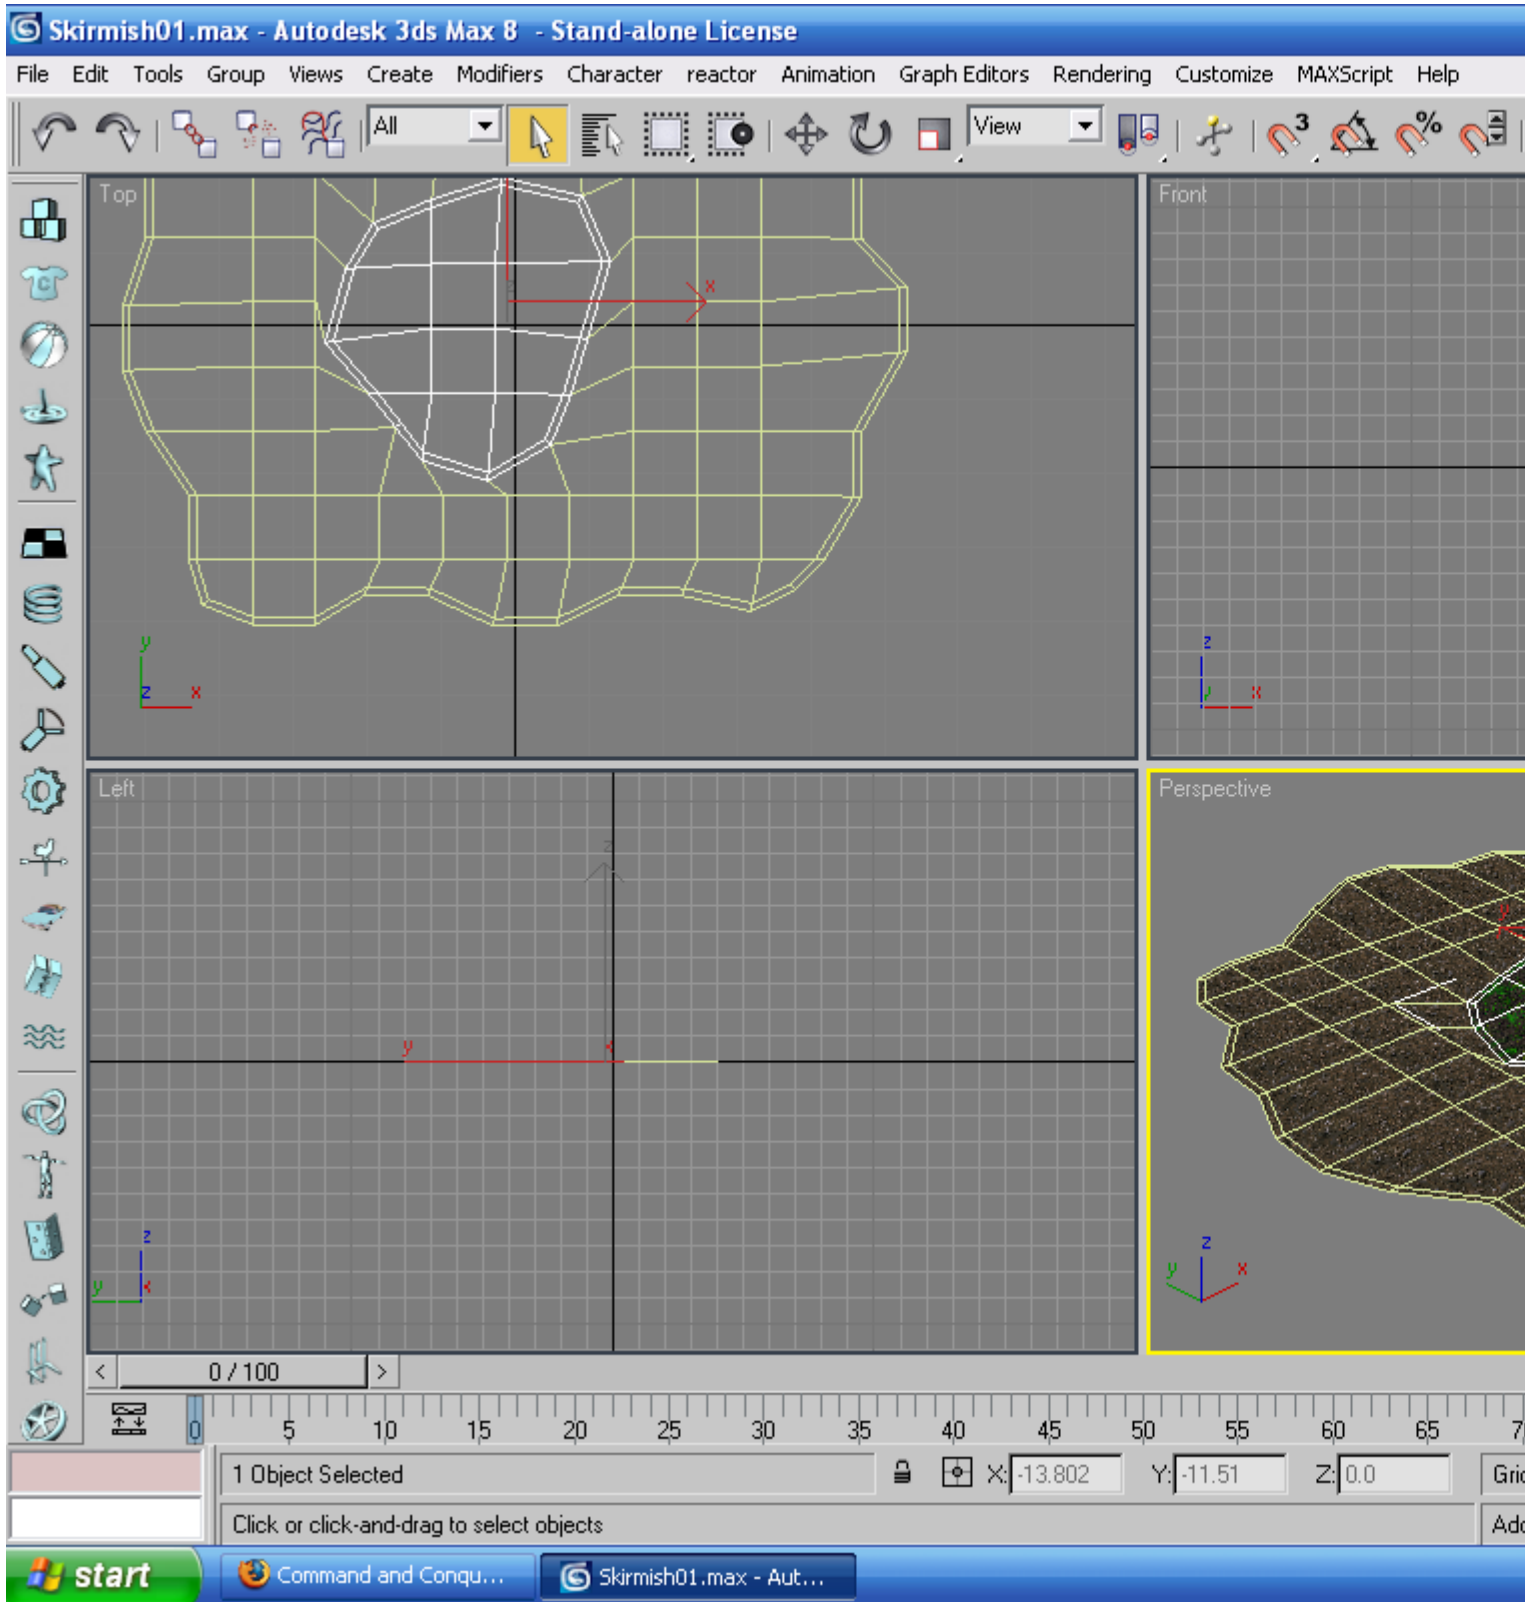 Skirmish01.max - Autodesk 3ds Max 8 - Stand-alone License
File Edit Tools Group Views Create Modifiers Character reactor Animation Graph Editors Rendering Customize MAXScript Help
All
View
3
%
Top
x
z
y
z x
Front
z
y x
Left
z
y x
z
y x
Perspective
y
z
y x
< 0 / 100 >
0 5 10 15 20 25 30 35 40 45 50 55 60 65
1 Object Selected
X: -13.802 Y: -11.51 Z: 0.0
Click or click-and-drag to select objects
start
Command and Conqu...
Skirmish01.max - Aut...